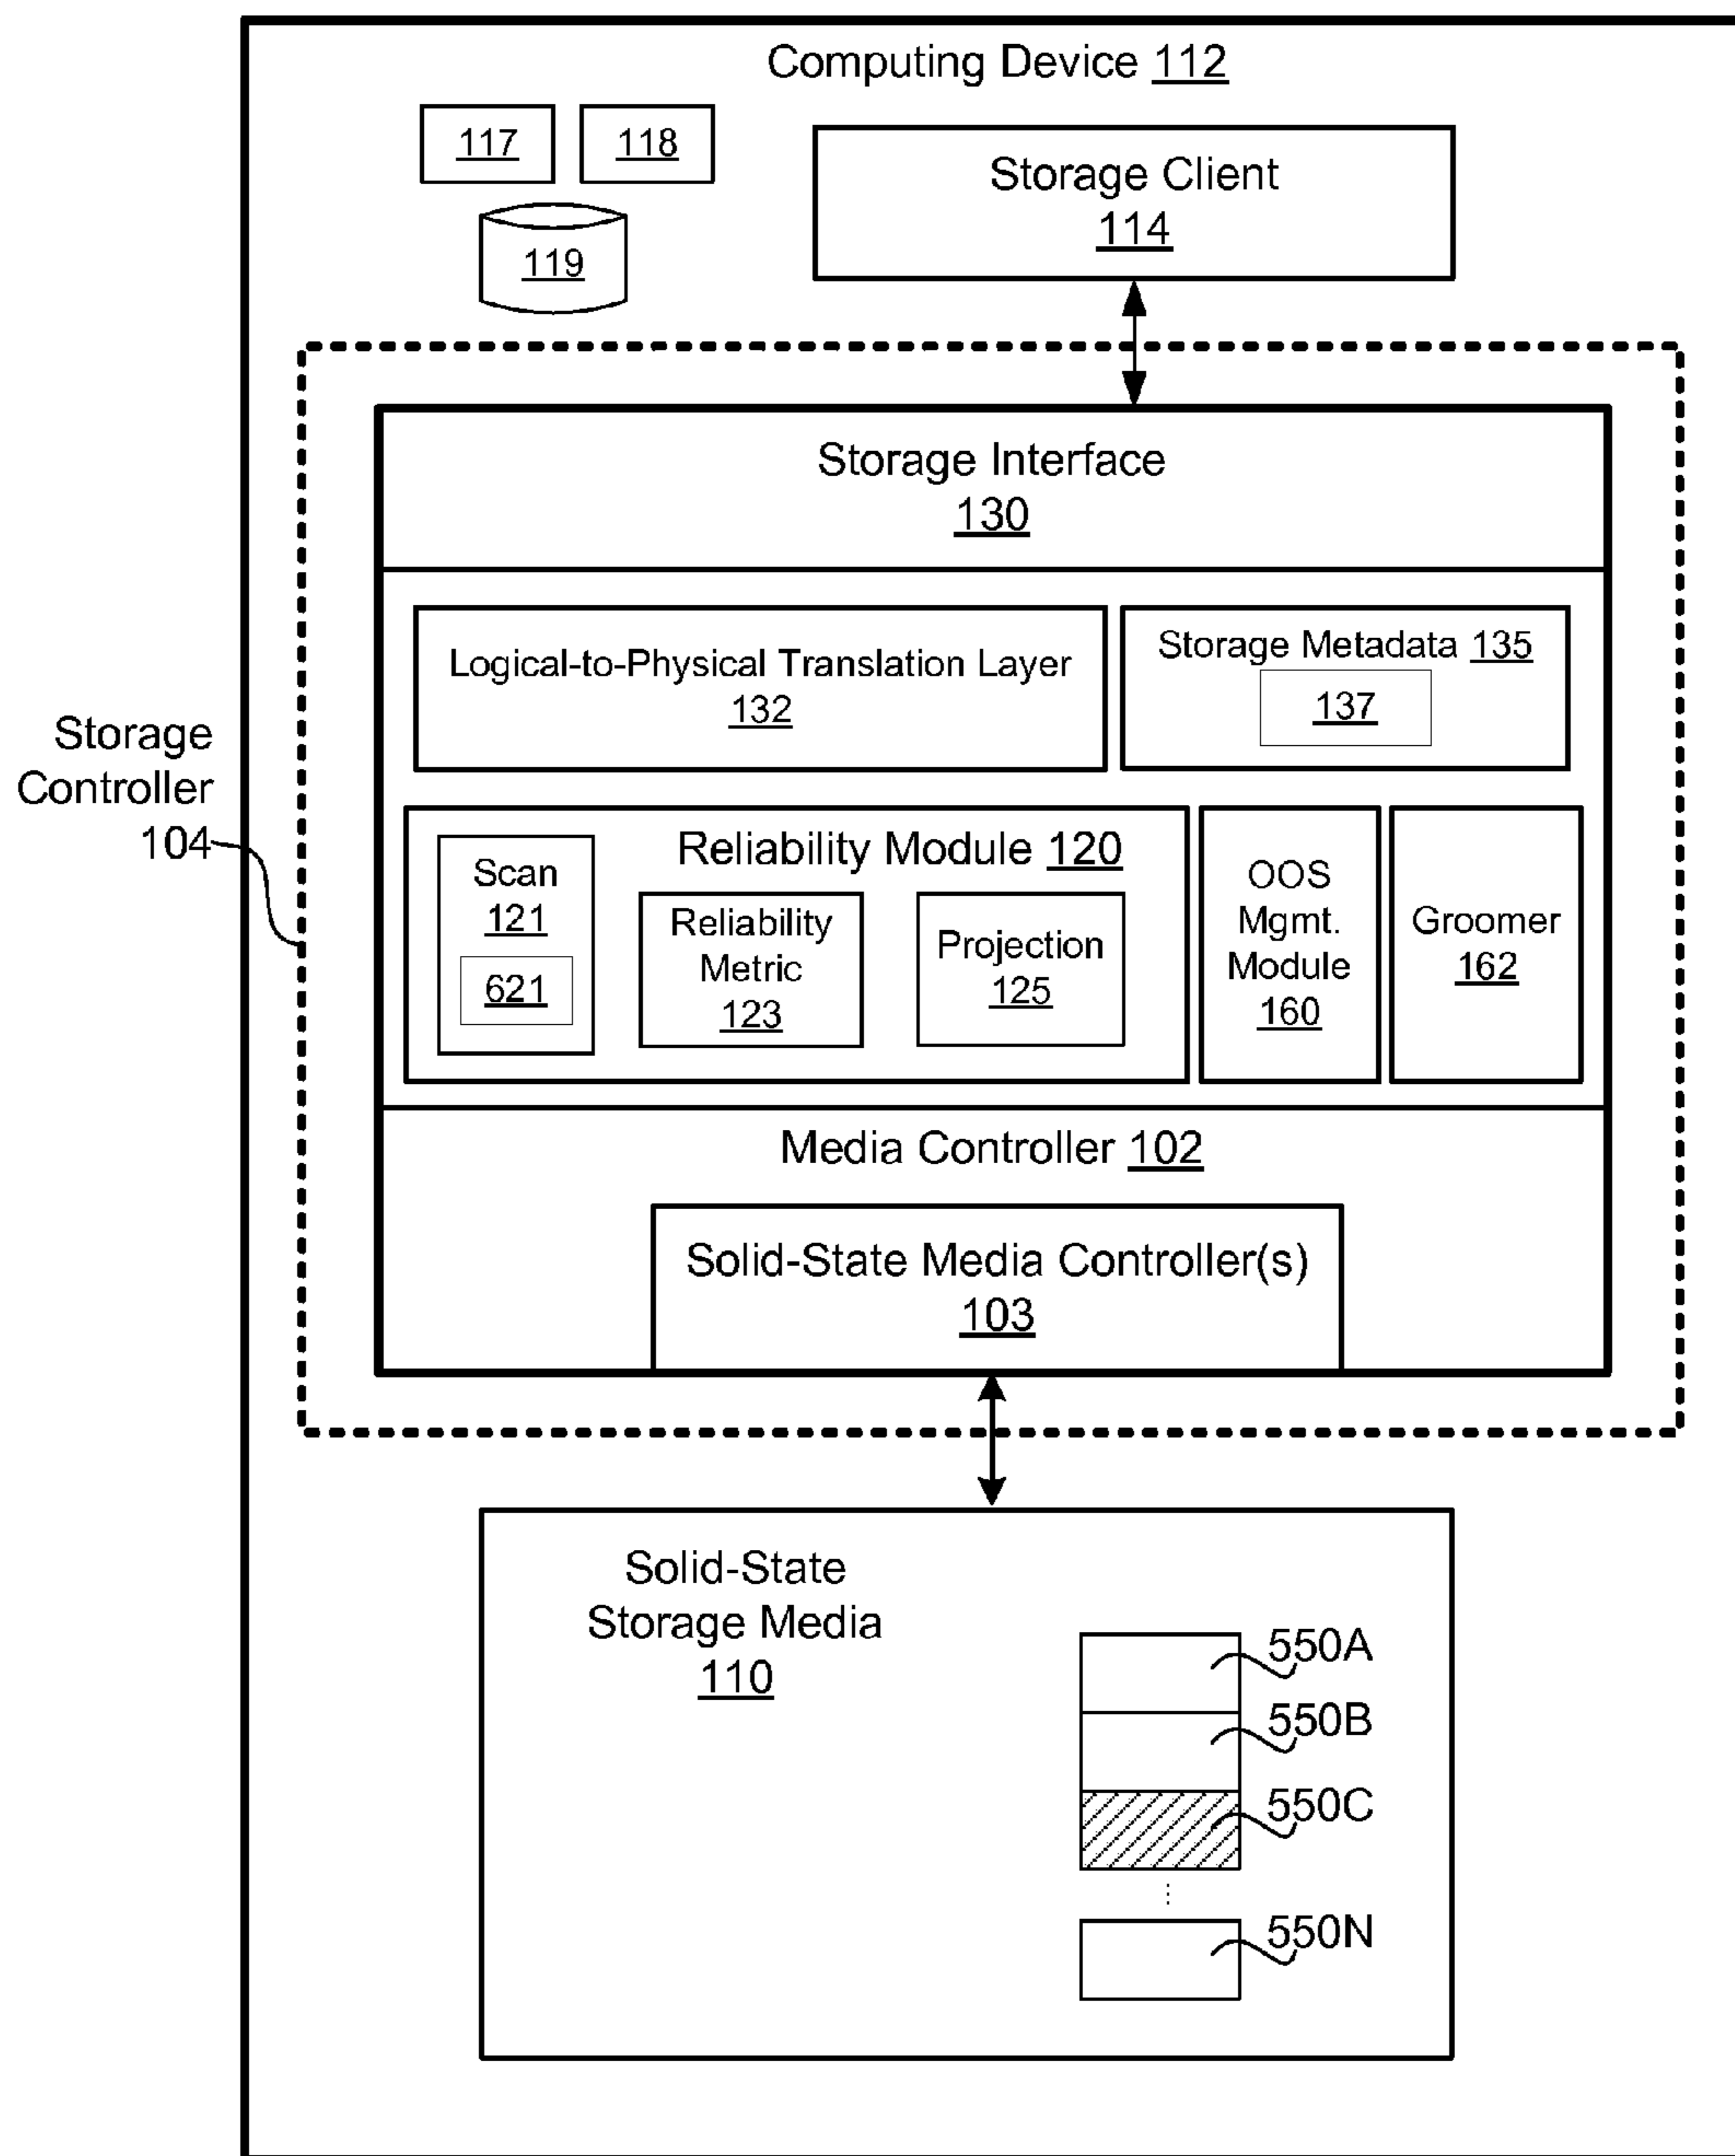 Computing Device 112
117
118
119
Storage Client
114
Storage
Controller
104
Storage Interface
130
Logical-to-Physical Translation Layer
132
Storage Metadata 135
137
Reliability Module 120
Scan
121
621
Reliability
Metric
123
Projection
125
OOS
Mgmt.
Module
160
Groomer
162
Media Controller 102
Solid-State Media Controller(s)
103
Solid-State
Storage Media
110
550A
550B
550C
550N